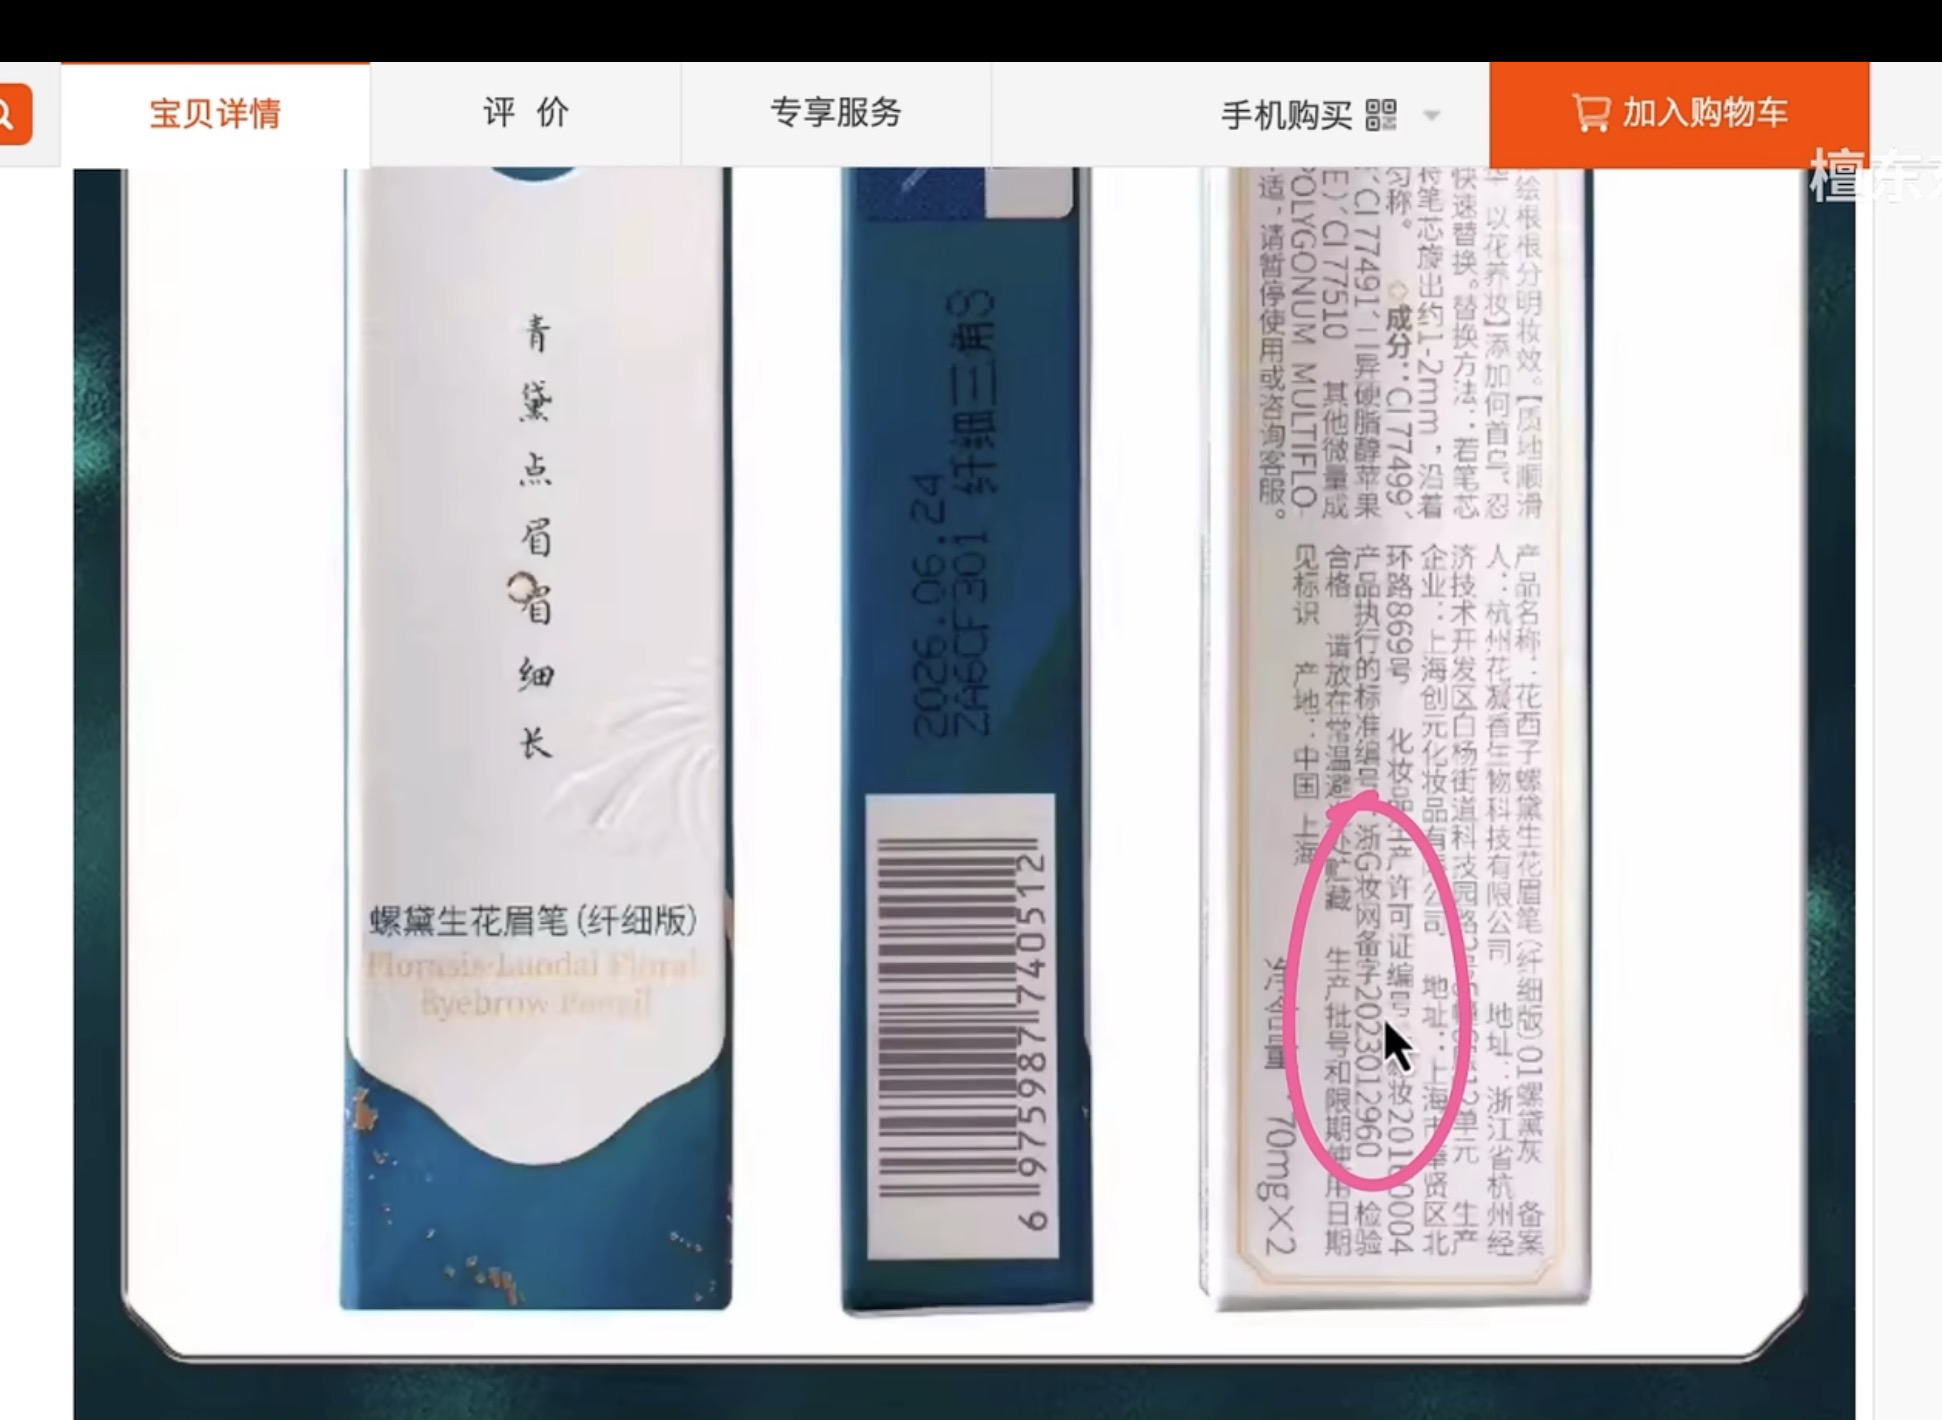 宝贝详情
评 价
专享服务
手机购买
加入购物车
檀东
青黛点眉眉细长
螺黛生花眉笔(纤细版)
Florasis Luodai Floral
Eyebrow Pencil
纤细三角S
2026.06.24
ZA6CF301
6 975987 740512
绘根根分明妆效。【质地顺滑
以花养妆】添加何首乌、忍
快速替换。替换方法：若笔芯
将笔芯旋出约1-2mm，沿着
匀称。 成分：CI 77499、
CI 77491、二异硬脂醇苹果
E)、CI 77510 其他微量成
POLYGONUM MULTIFLO-
适，请暂停使用或咨询客服。
产品名称：花西子螺黛生花眉笔(纤细版)01螺黛灰 备案
人：杭州花凝香生物科技有限公司 地址：浙江省杭州经
济技术开发区白杨街道科技园路2号 单元 生产
企业：上海创元化妆品有限公司 地址：上海市奉贤区北
环路869号 化妆品生产许可证编号 妆20160004
产品执行的标准编号 浙G妆网备字2023012960 检验
合格 请放在常温避 处贮藏 生产批号和限期使用日期
见标识 产地：中国 上海
净含量 70mg×2